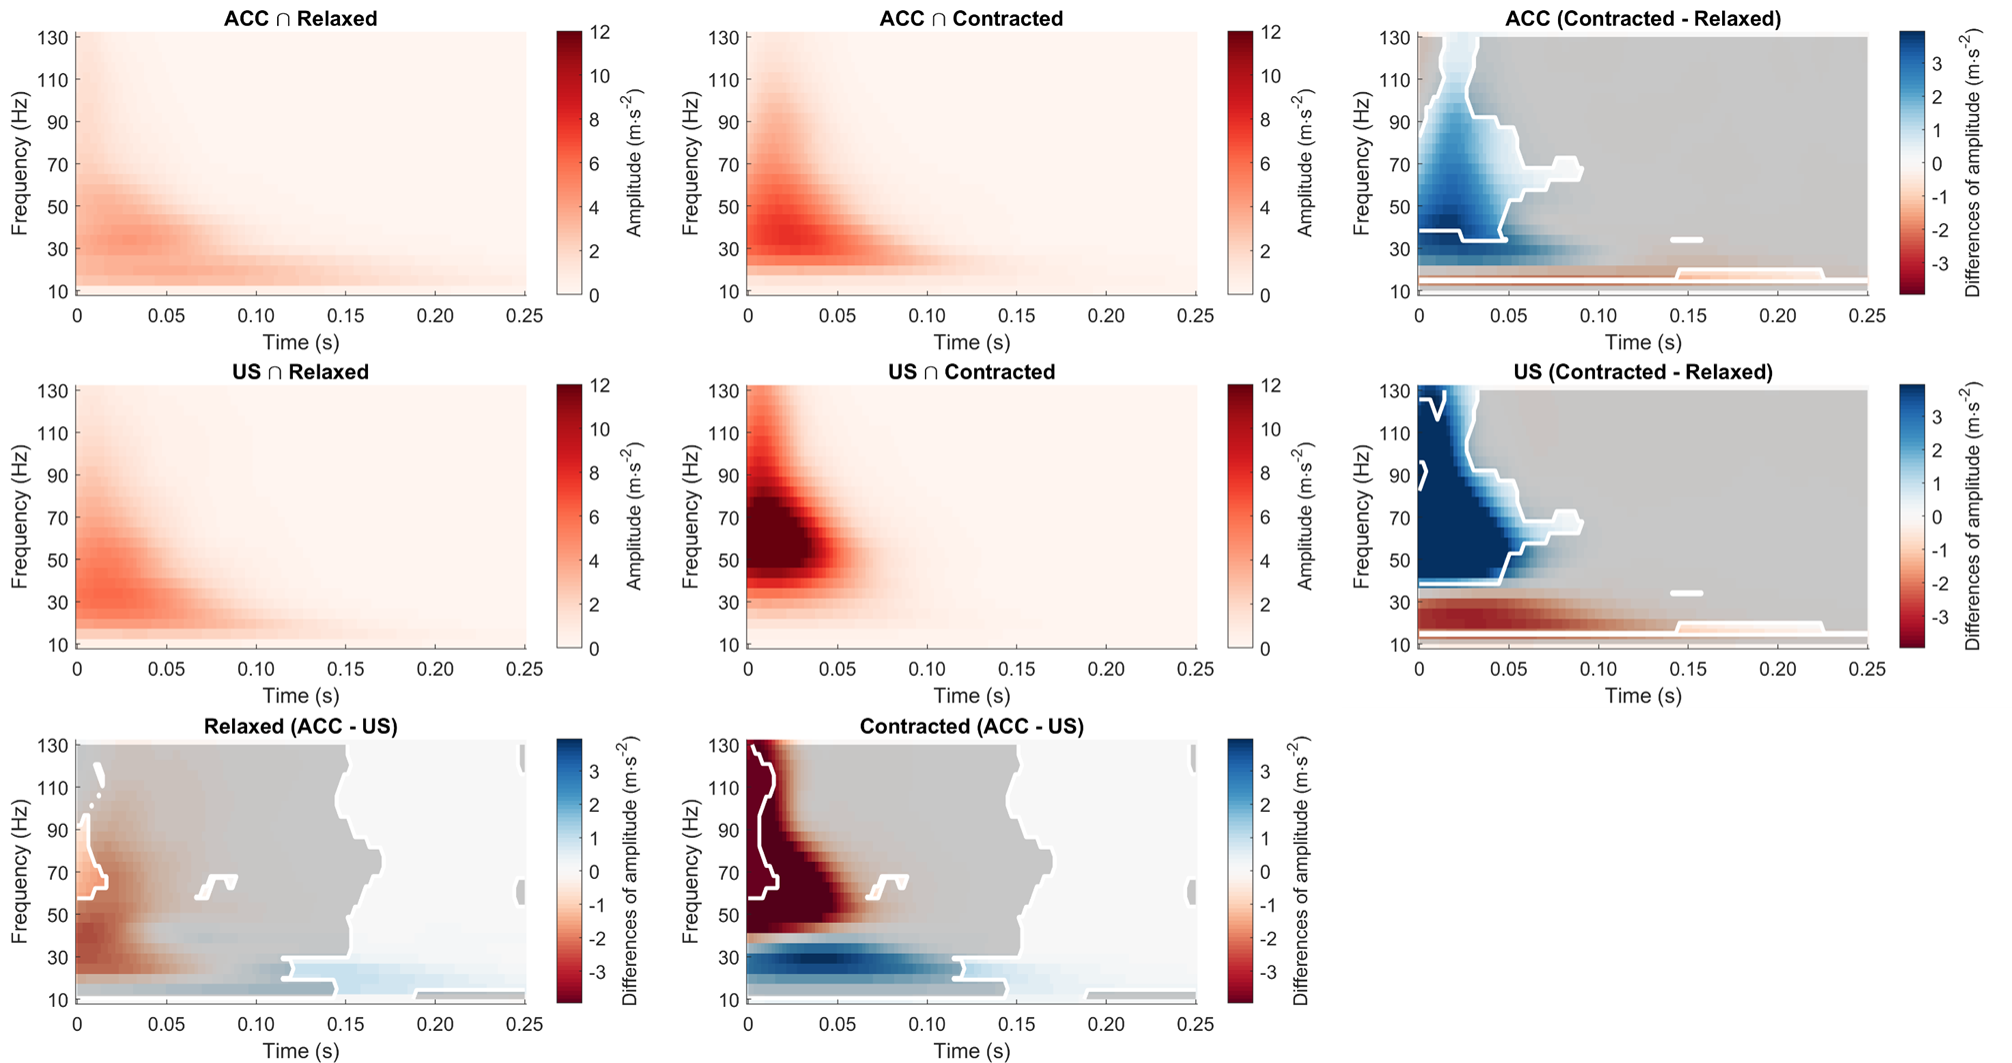 ACC ∩ Relaxed
130
110
90
70
50
30
10
Frequency (Hz)
0 0.05 0.10 0.15 0.20 0.25
Time (s)
12
10
8
6
4
2
0
Amplitude (m·s-2)
ACC ∩ Contracted
130
110
90
70
50
30
10
Frequency (Hz)
0 0.05 0.10 0.15 0.20 0.25
Time (s)
12
10
8
6
4
2
0
Amplitude (m·s-2)
ACC (Contracted - Relaxed)
130
110
90
70
50
30
10
Frequency (Hz)
0 0.05 0.10 0.15 0.20 0.25
Time (s)
3
2
1
0
-1
-2
-3
Differences of amplitude (m·s-2)
US ∩ Relaxed
130
110
90
70
50
30
10
Frequency (Hz)
0 0.05 0.10 0.15 0.20 0.25
Time (s)
12
10
8
6
4
2
0
Amplitude (m·s-2)
US ∩ Contracted
130
110
90
70
50
30
10
Frequency (Hz)
0 0.05 0.10 0.15 0.20 0.25
Time (s)
12
10
8
6
4
2
0
Amplitude (m·s-2)
US (Contracted - Relaxed)
130
110
90
70
50
30
10
Frequency (Hz)
0 0.05 0.10 0.15 0.20 0.25
Time (s)
3
2
1
0
-1
-2
-3
Differences of amplitude (m·s-2)
Relaxed (ACC - US)
130
110
90
70
50
30
10
Frequency (Hz)
0 0.05 0.10 0.15 0.20 0.25
Time (s)
3
2
1
0
-1
-2
-3
Differences of amplitude (m·s-2)
Contracted (ACC - US)
130
110
90
70
50
30
10
Frequency (Hz)
0 0.05 0.10 0.15 0.20 0.25
Time (s)
3
2
1
0
-1
-2
-3
Differences of amplitude (m·s-2)